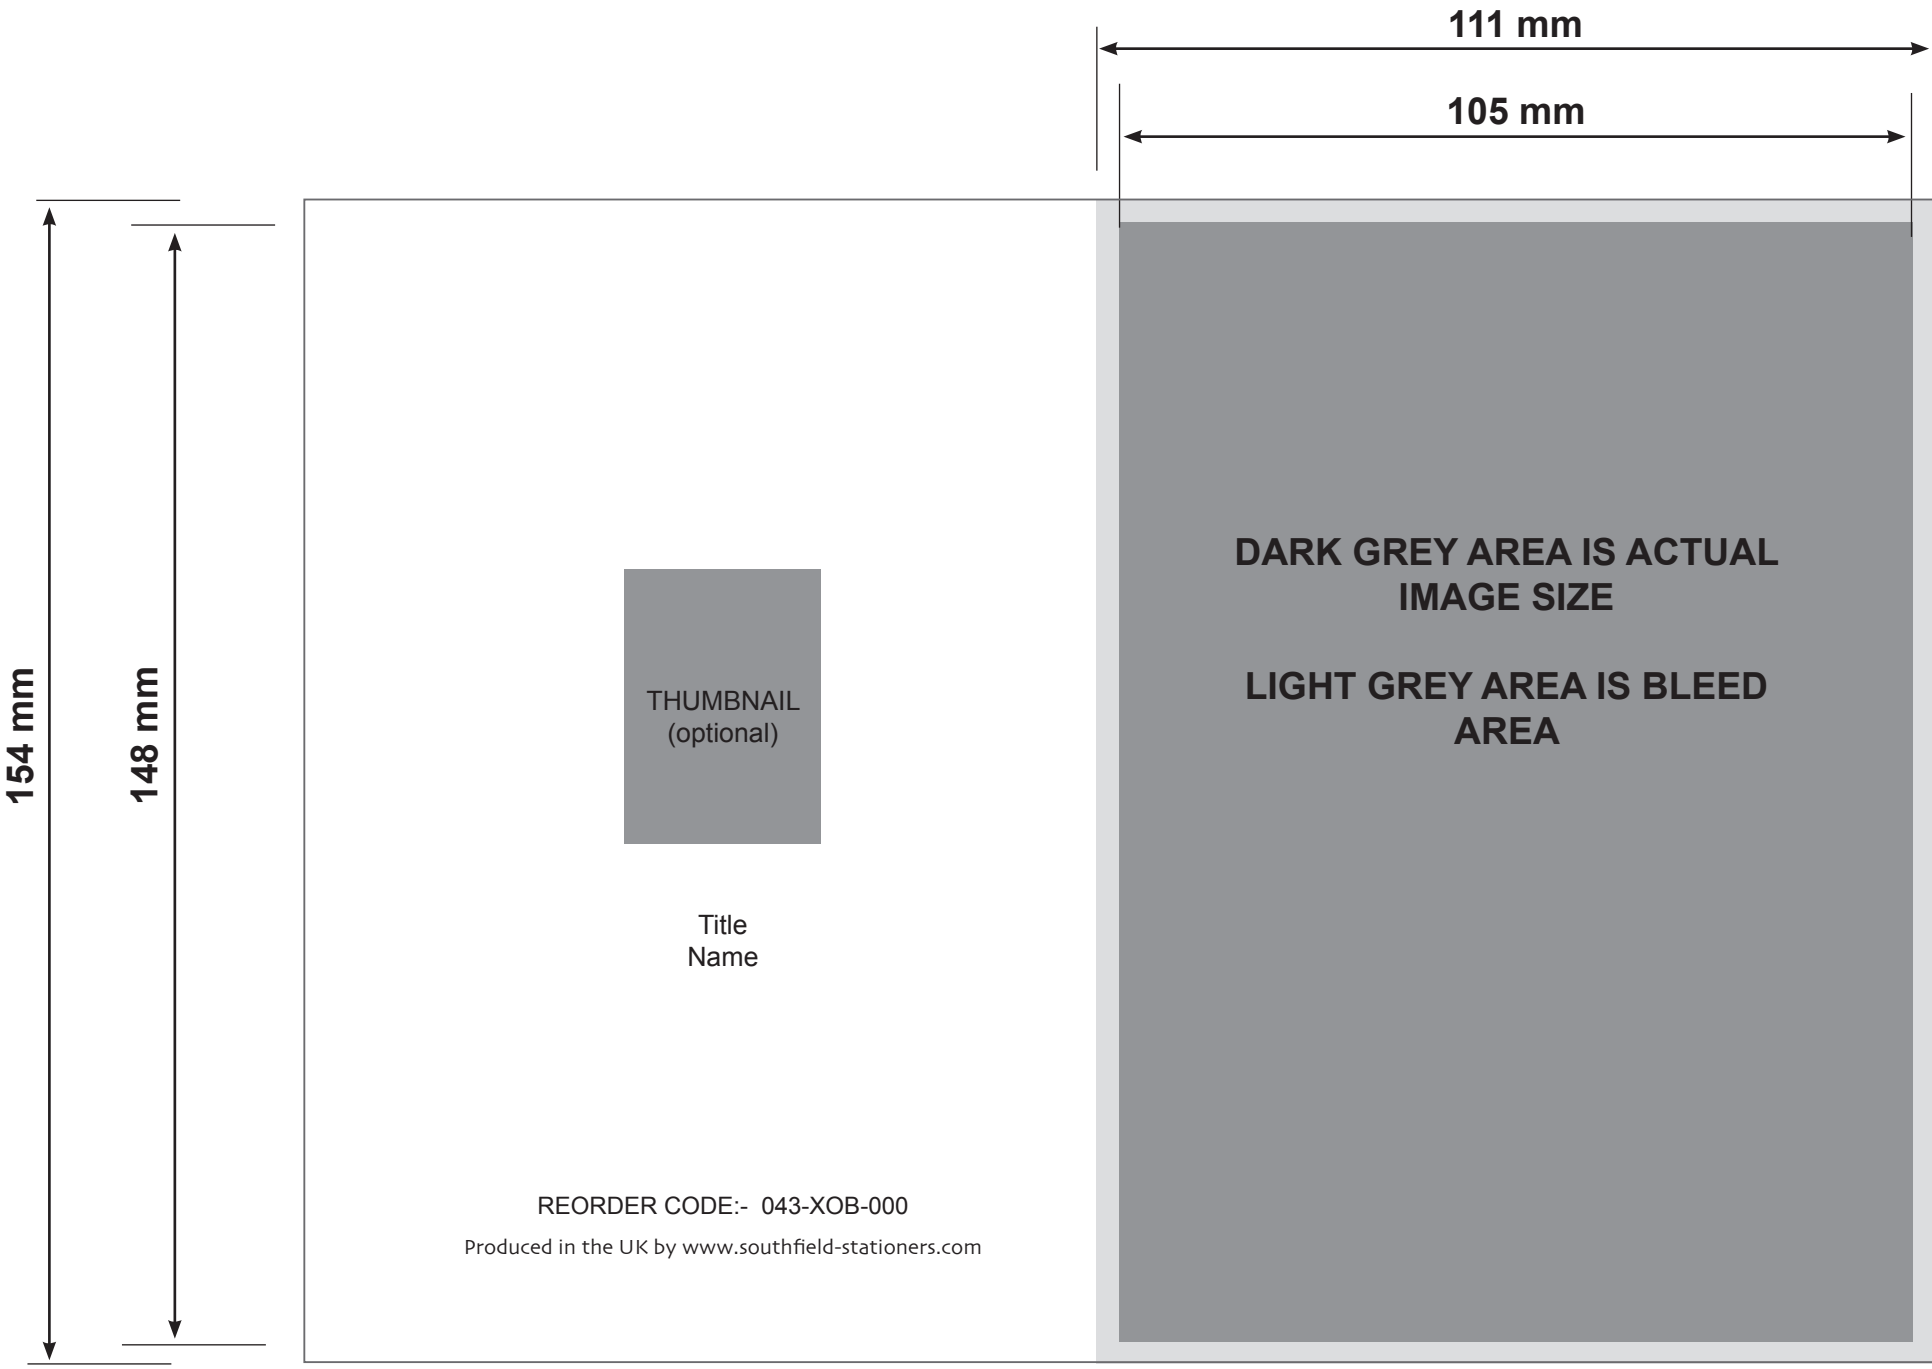 111 mm
105 mm
154 mm
148 mm
THUMBNAIL
(optional)
Title
Name
REORDER CODE:-  043-XOB-000
Produced in the UK by www.southfield-stationers.com
DARK GREY AREA IS ACTUAL
IMAGE SIZE
LIGHT GREY AREA IS BLEED
AREA